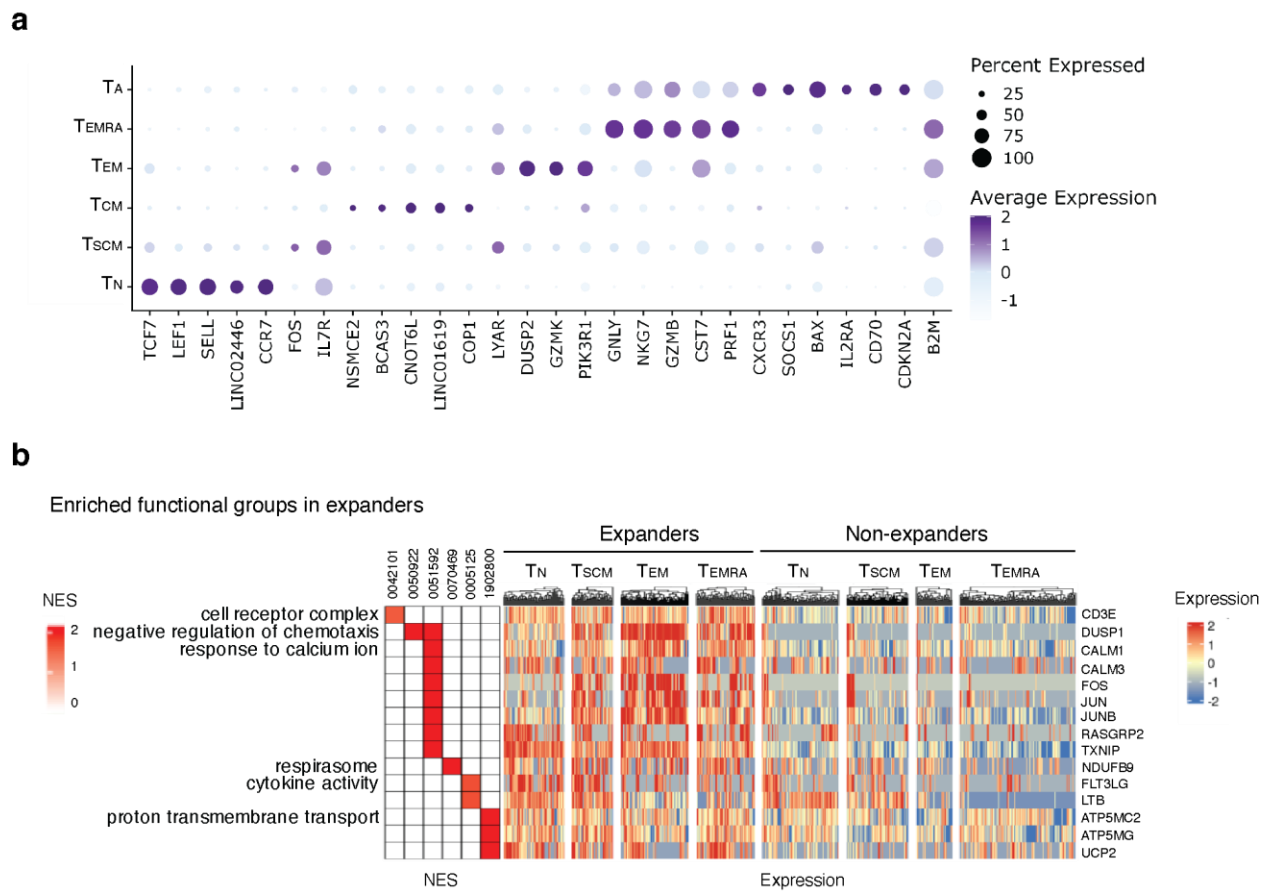 a
Percent Expressed
25
50
75
100
Average Expression
2
1
0
-1
TA
TEMRA
TEM
TCM
TSCM
TN
TCF7
LEF1
SELL
LINC02446
CCR7
FOS
IL7R
NSMCE2
BCAS3
CNOT6L
LINC01619
COP1
LYAR
DUSP2
GZMK
PIK3R1
GNLY
NKG7
GZMB
CST7
PRF1
CXCR3
SOCS1
BAX
IL2RA
CD70
CDKN2A
B2M
b
Enriched functional groups in expanders
Expanders Non-expanders
0042101
0050922
0051592
0070469
0005125
1902800
TN TSCM TEM TEMRA TN TSCM TEM TEMRA
NES
2
1
0
cell receptor complex
negative regulation of chemotaxis
response to calcium ion
respirasome
cytokine activity
proton transmembrane transport
CD3E
DUSP1
CALM1
CALM3
FOS
JUN
JUNB
RASGRP2
TXNIP
NDUFB9
FLT3LG
LTB
ATP5MC2
ATP5MG
UCP2
Expression
2
1
0
-1
-2
NES Expression